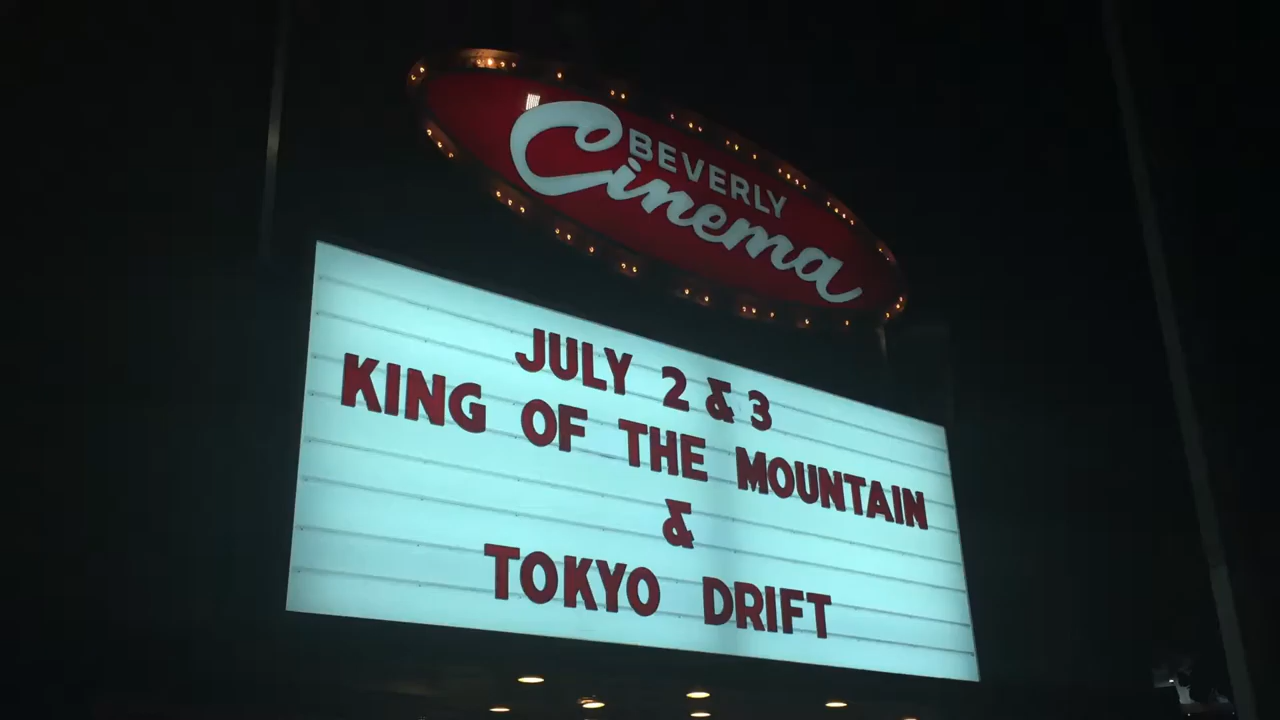 BEVERLY
Cinema
JULY 2 & 3
KING OF THE MOUNTAIN
&
TOKYO DRIFT